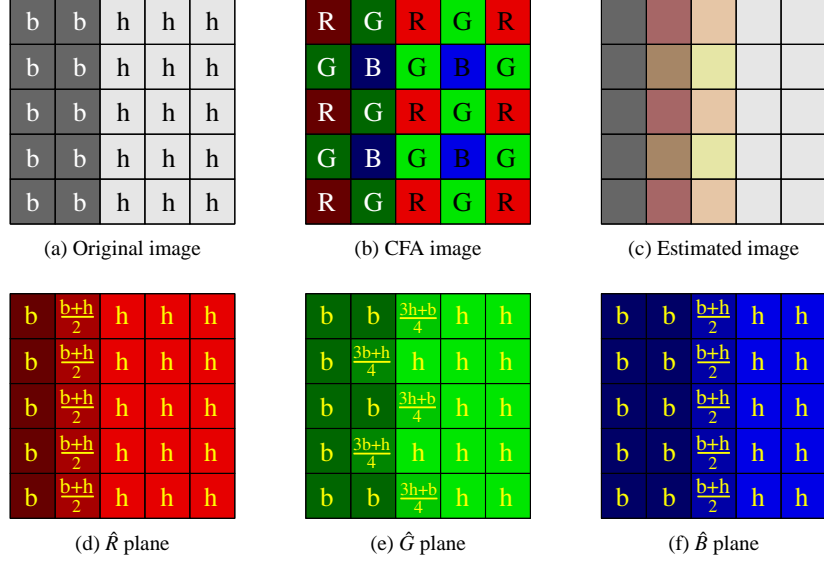 b b h h h
b b h h h
b b h h h
b b h h h
b b h h h
(a) Original image
R G R G R
G B G B G
R G R G R
G B G B G
R G R G R
(b) CFA image
(c) Estimated image
b b+h/2 h h h
b b+h/2 h h h
b b+h/2 h h h
b b+h/2 h h h
b b+h/2 h h h
(d) R̂ plane
b b 3h+b/4 h h
b 3b+h/4 h h h
b b 3h+b/4 h h
b 3b+h/4 h h h
b b 3h+b/4 h h
(e) Ĝ plane
b b b+h/2 h h
b b b+h/2 h h
b b b+h/2 h h
b b b+h/2 h h
b b b+h/2 h h
(f) B̂ plane